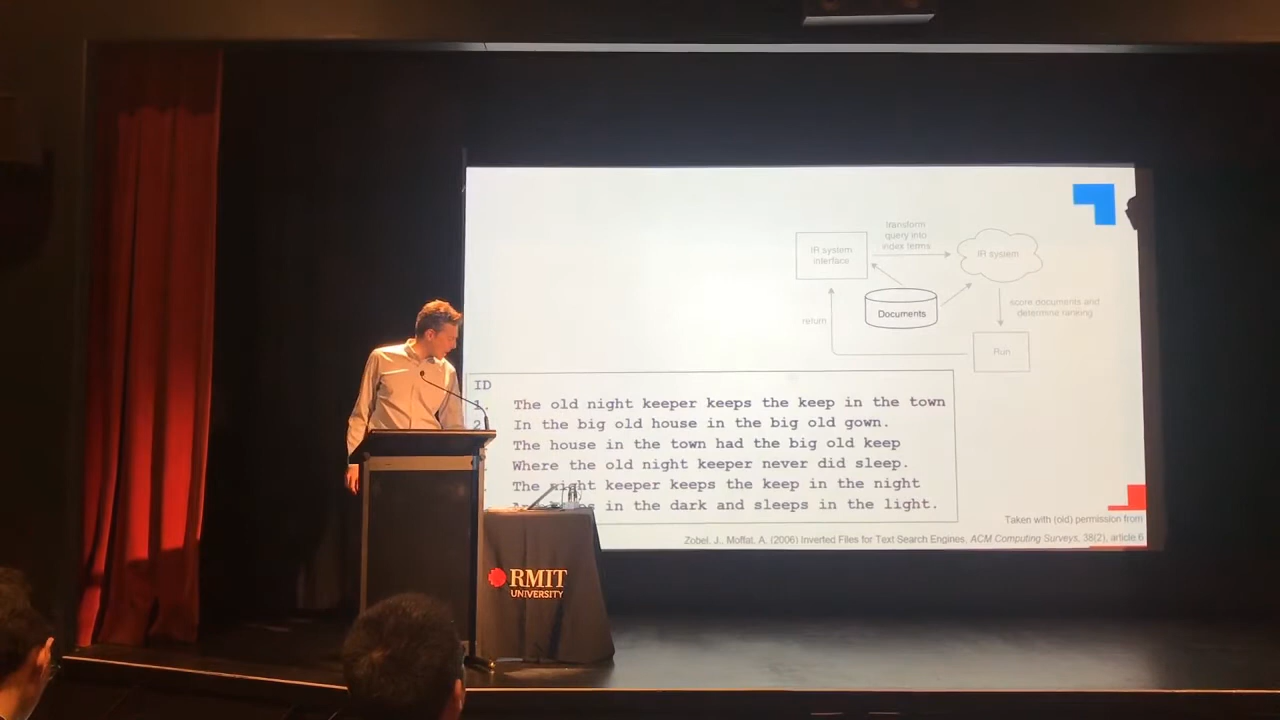 transform
query into
index terms
IR system
interface
IR system
Documents
score documents and
determine ranking
return
Run
ID
1. The old night keeper keeps the keep in the town
2. In the big old house in the big old gown.
The house in the town had the big old keep
Where the old night keeper never did sleep.
The night keeper keeps the keep in the night
in the dark and sleeps in the light.
Taken with (old) permission from
Zobel, J., Moffat, A. (2006) Inverted Files for Text Search Engines, ACM Computing Surveys, 38(2), article 6
RMIT
UNIVERSITY